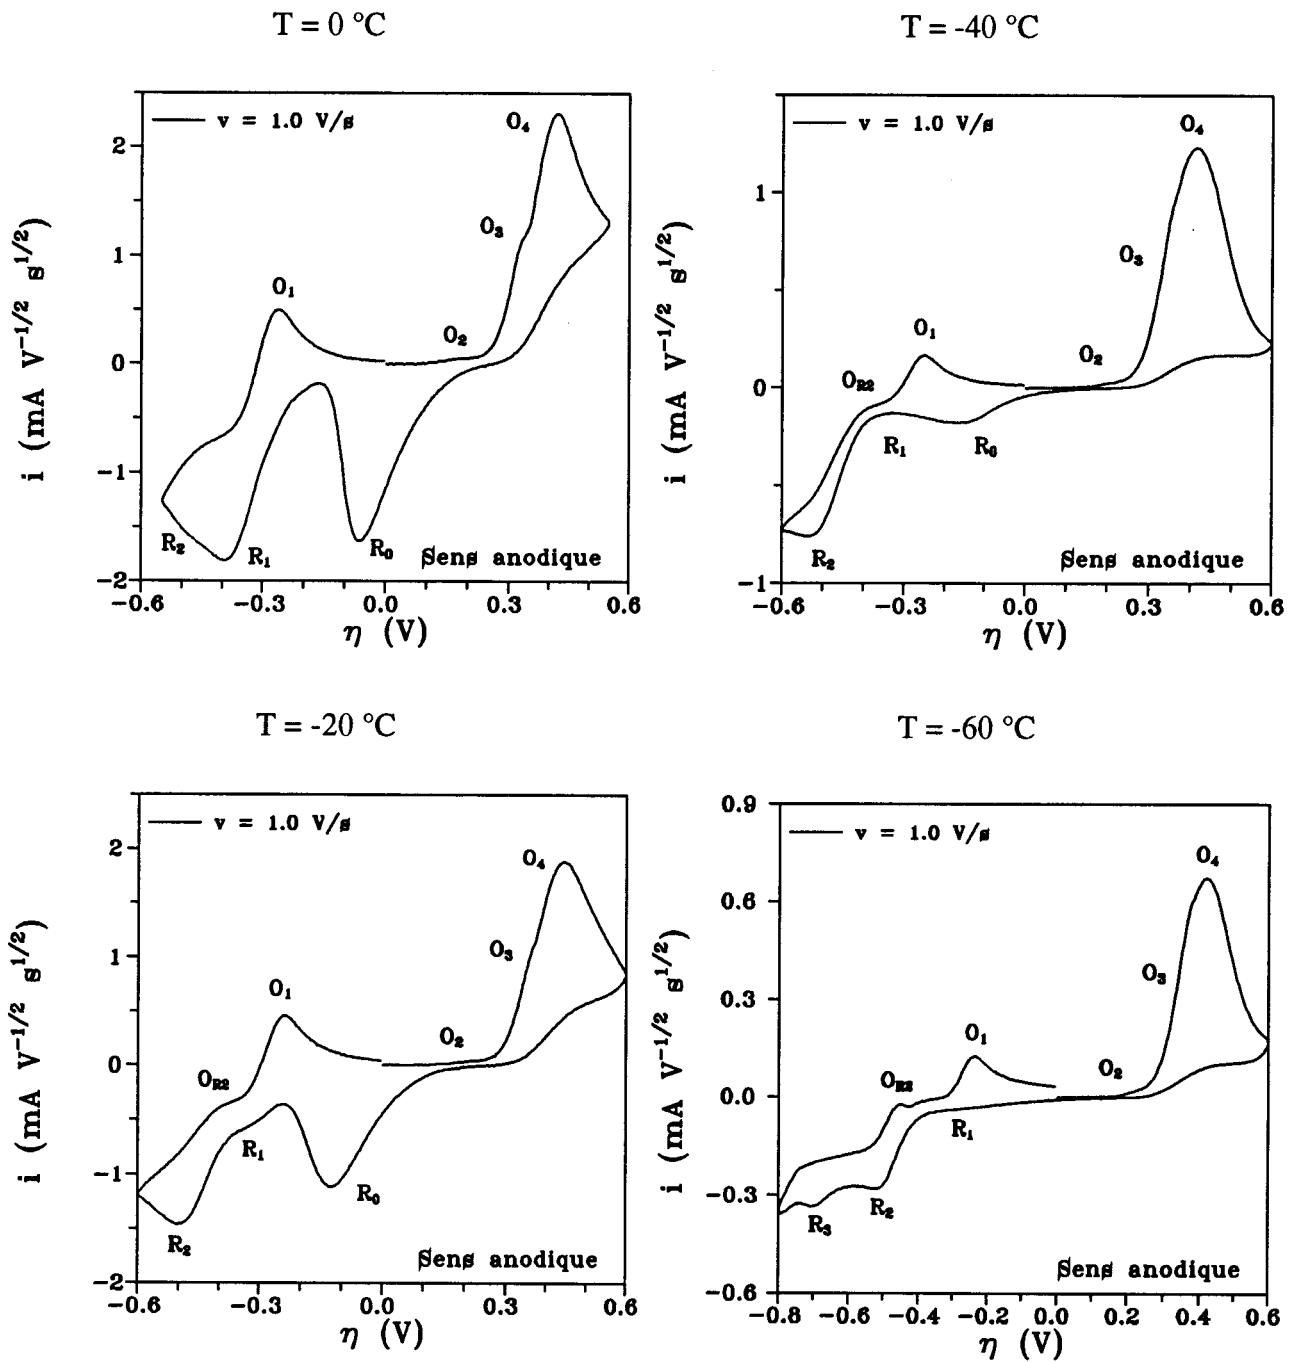 T = 0 °C
v = 1.0 V/s
O₄
O₃
O₁
O₂
R₂
R₁
R₀
Sens anodique
2
1
0
−1
−2
−0.6
−0.3
0.0
0.3
0.6
i (mA V⁻¹/² s¹/²)
η (V)
T = -40 °C
v = 1.0 V/s
O₄
O₃
O₁
O₂
O_R2
R₁
R₀
R₂
Sens anodique
1
0
−1
−0.6
−0.3
0.0
0.3
0.6
i (mA V⁻¹/² s¹/²)
η (V)
T = -20 °C
v = 1.0 V/s
O₄
O₃
O₁
O₂
O_R2
R₁
R₀
R₂
Sens anodique
2
1
0
−1
−2
−0.6
−0.3
0.0
0.3
0.6
i (mA V⁻¹/² s¹/²)
η (V)
T = -60 °C
v = 1.0 V/s
O₄
O₃
O₁
O₂
O_R2
R₁
R₂
R₃
Sens anodique
0.9
0.6
0.3
0.0
−0.3
−0.6
−0.8
−0.6
−0.4
−0.2
0.0
0.2
0.4
0.6
i (mA V⁻¹/² s¹/²)
η (V)